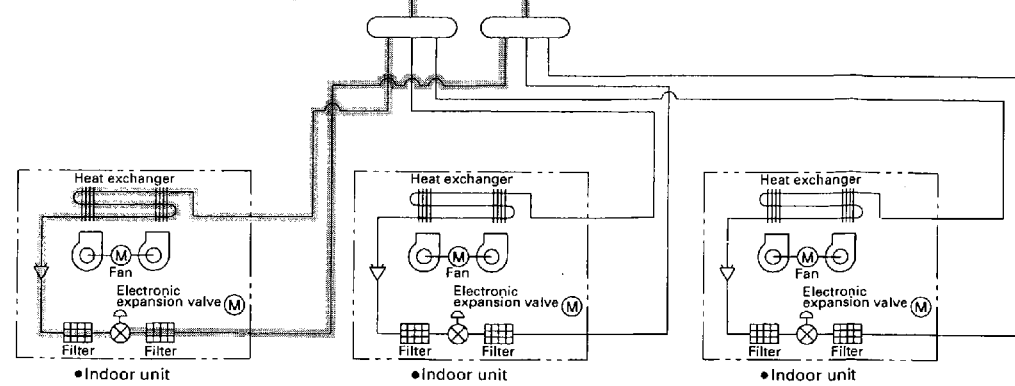 Heat exchanger
M
Fan
Electronic
expansion valve M
Filter Filter
●Indoor unit
Heat exchanger
M
Fan
Electronic
expansion valve M
Filter Filter
●Indoor unit
Heat exchanger
M
Fan
Electronic
expansion valve M
Filter Filter
●Indoor unit